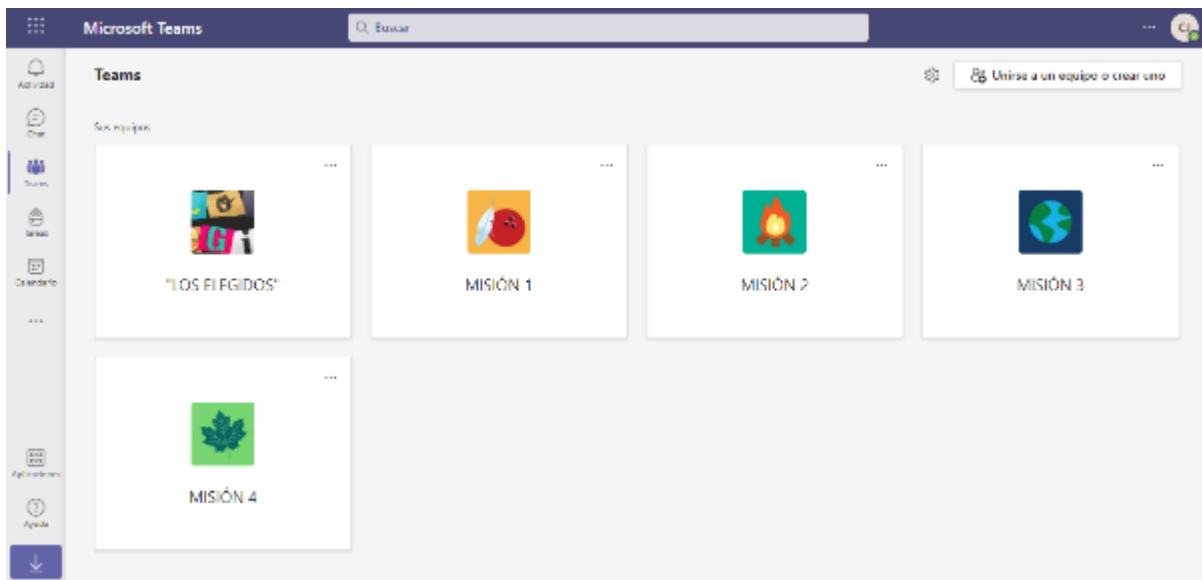 Microsoft Teams
Buscar
CL
Actividad
Chat
Teams
Tareas
Calendario
Aplicaciones
Ayuda
Teams
Unirse a un equipo o crear uno
Sus equipos
"LOS ELEGIDOS"
MISIÓN 1
MISIÓN 2
MISIÓN 3
MISIÓN 4